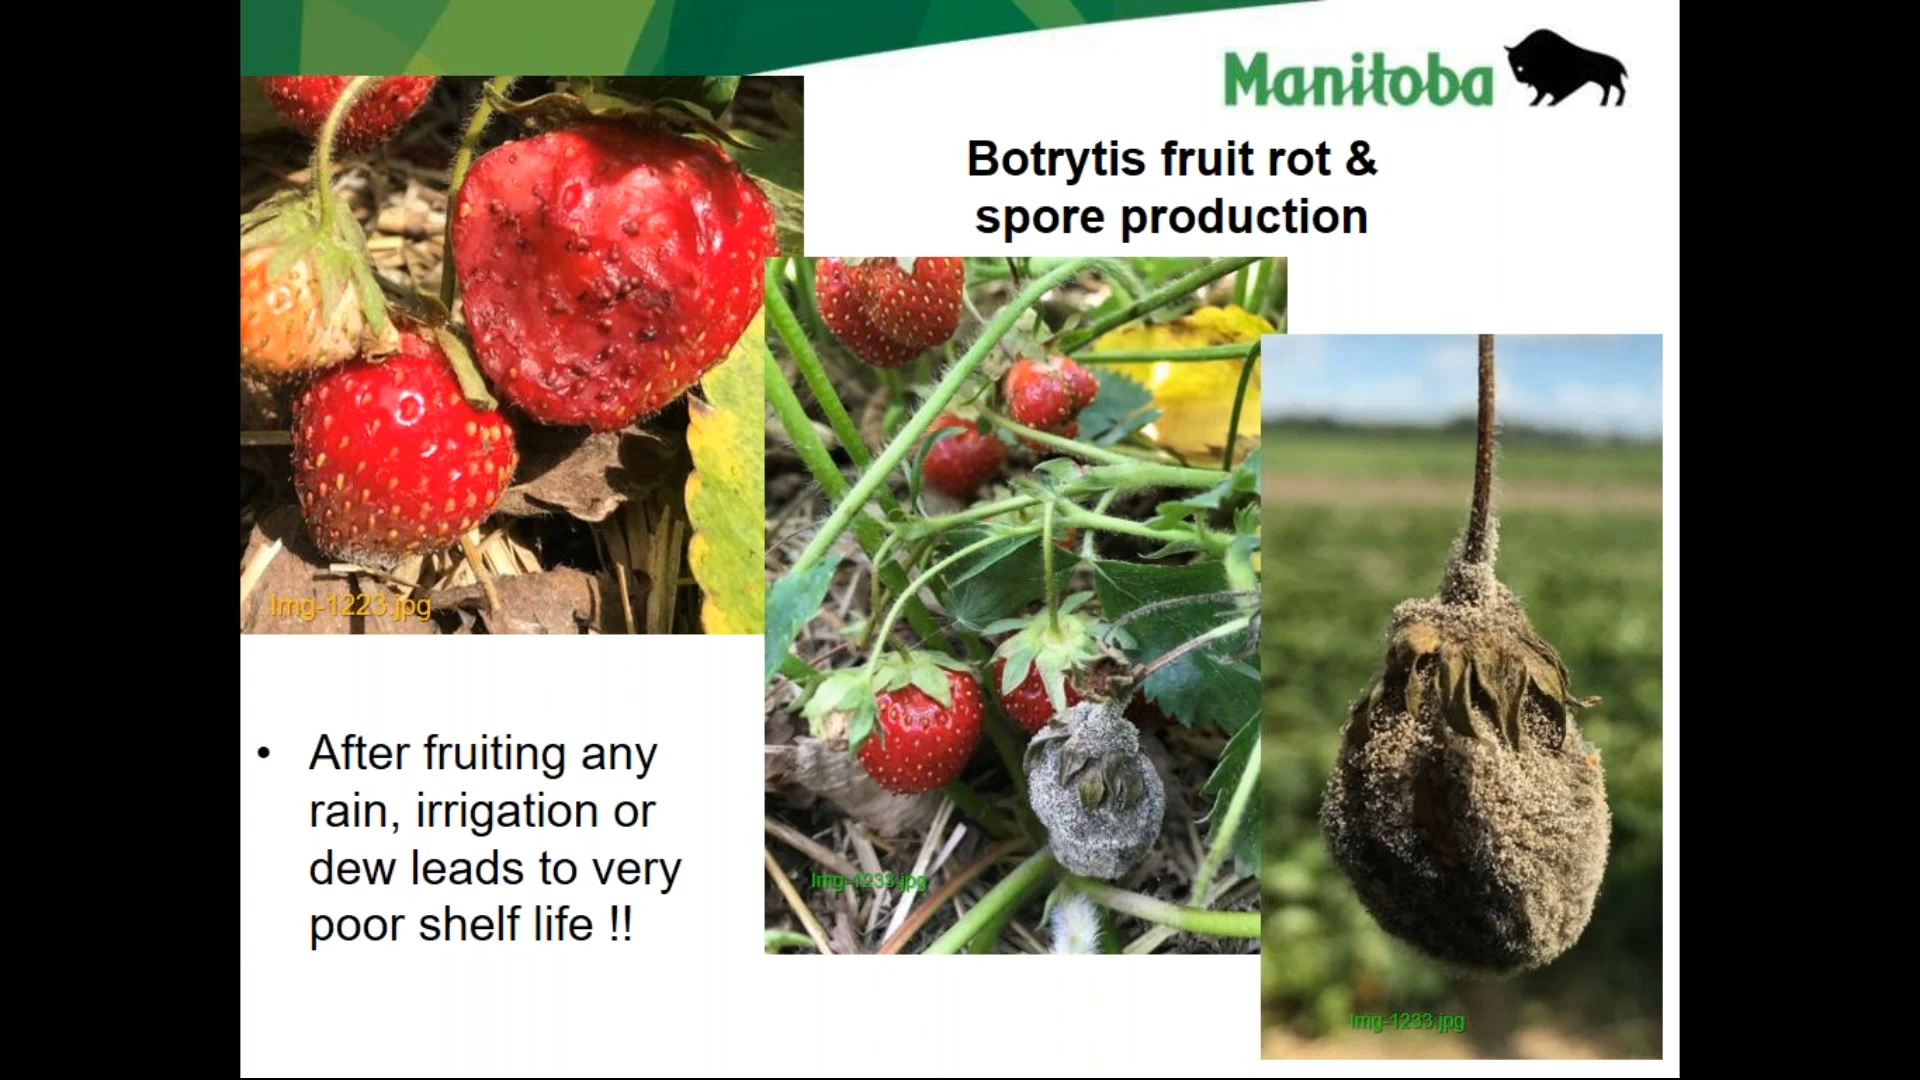 Manitoba
Botrytis fruit rot &
spore production
Img-1223.jpg
• After fruiting any
rain, irrigation or
dew leads to very
poor shelf life !!
Img-1233.jpg
Img-1233.jpg